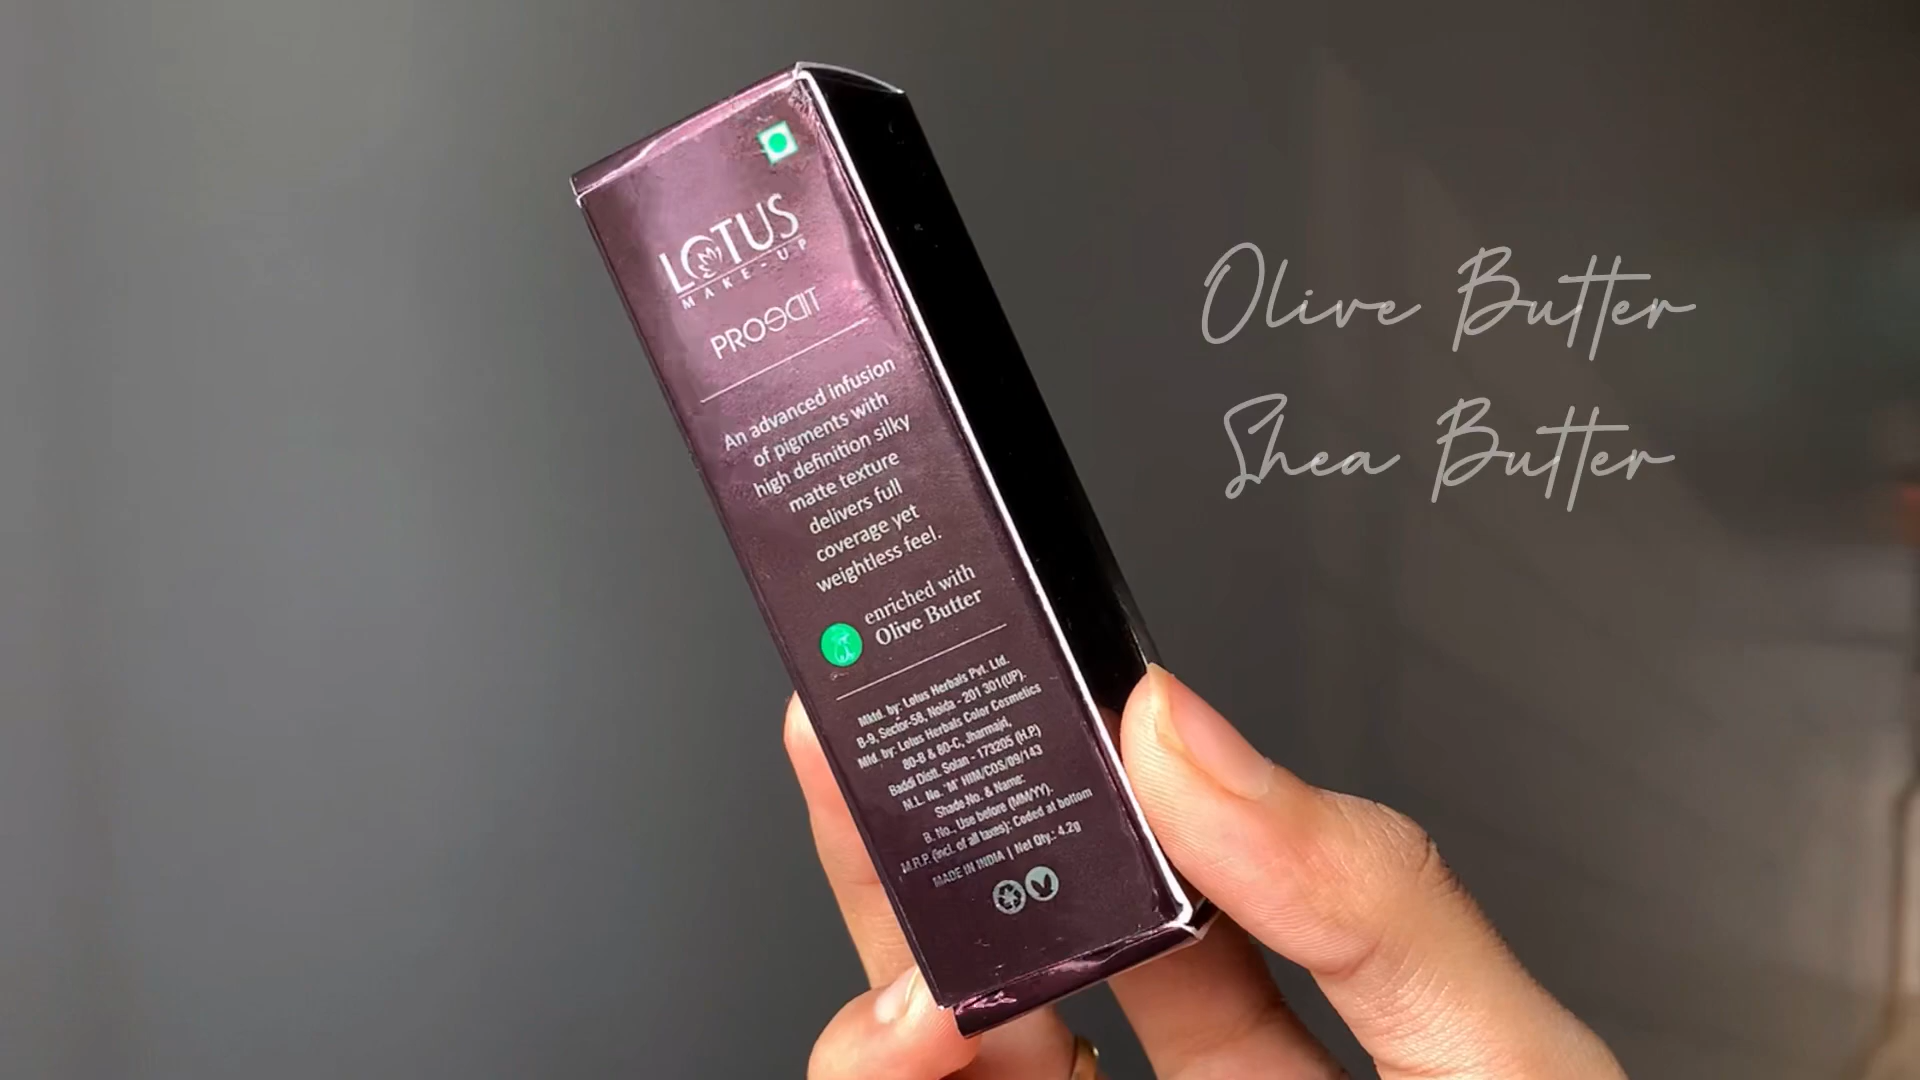 LOTUS
MAKE-UP
PROEDIT
An advanced infusion
of pigments with
high definition silky
matte texture
delivers full
coverage yet
weightless feel.
enriched with
Olive Butter
Mktd. by: Lotus Herbals Pvt. Ltd.
B-9, Sector-58, Noida - 201 301(UP).
Mfd. by: Lotus Herbals Color Cosmetics
80-B & 80-C, Jharmajri,
Baddi Distt. Solan - 173205 (H.P.)
M.L. No. "M" HIM/COS/09/143
Shade No. & Name:
B. No., Use before (MM/YY).
M.R.P. (incl. of all taxes): Coded at bottom
MADE IN INDIA | Net Qty.: 4.2g
Olive Butter
Shea Butter